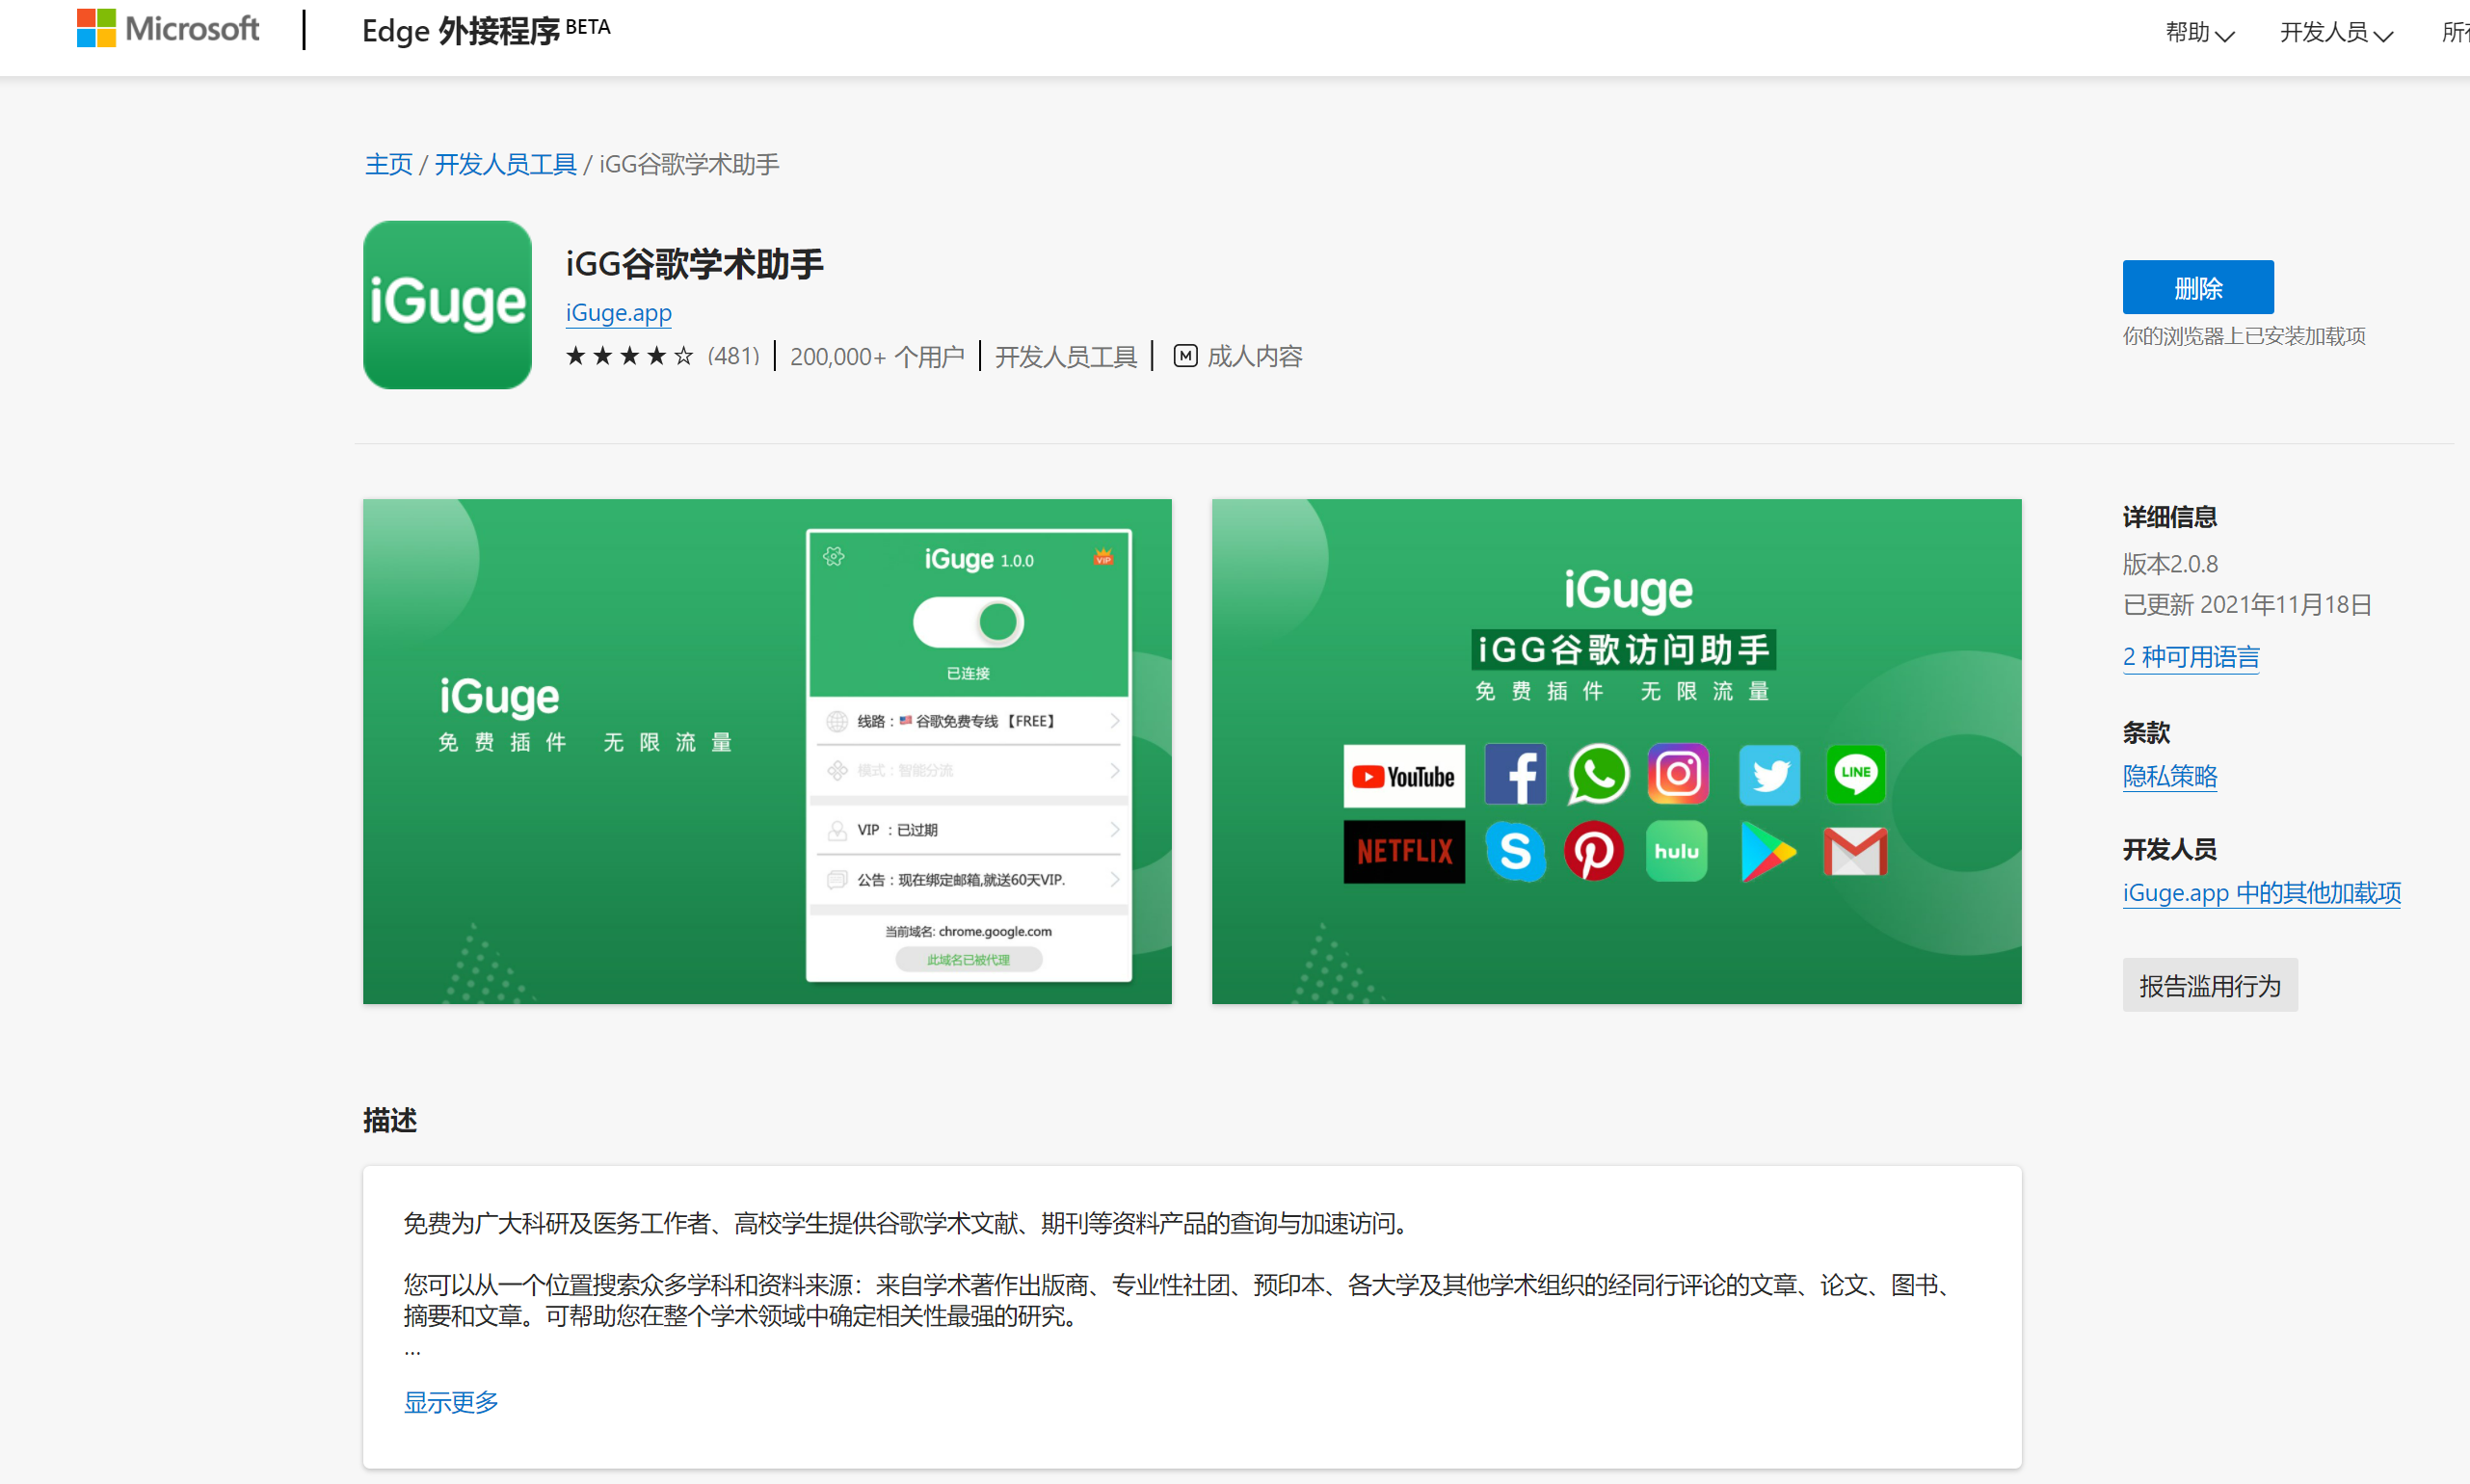 Microsoft
Edge 外接程序 BETA
帮助
开发人员
主页 / 开发人员工具 / iGG谷歌学术助手
iGuge
iGG谷歌学术助手
iGuge.app
(481)
200,000+ 个用户
开发人员工具
M 成人内容
删除
你的浏览器上已安装加载项
iGuge
免费插件 无限流量
iGuge 1.0.0
VIP
已连接
线路：谷歌免费专线【FREE】
模式：智能分流
VIP ：已过期
公告：现在绑定邮箱,就送60天VIP.
当前域名: chrome.google.com
此域名已被代理
iGuge
iGG谷歌访问助手
免费插件 无限流量
YouTube
LINE
NETFLIX
hulu
详细信息
版本2.0.8
已更新 2021年11月18日
2 种可用语言
条款
隐私策略
开发人员
iGuge.app 中的其他加载项
报告滥用行为
描述
免费为广大科研及医务工作者、高校学生提供谷歌学术文献、期刊等资料产品的查询与加速访问。
您可以从一个位置搜索众多学科和资料来源：来自学术著作出版商、专业性社团、预印本、各大学及其他学术组织的经同行评论的文章、论文、图书、
摘要和文章。可帮助您在整个学术领域中确定相关性最强的研究。
...
显示更多